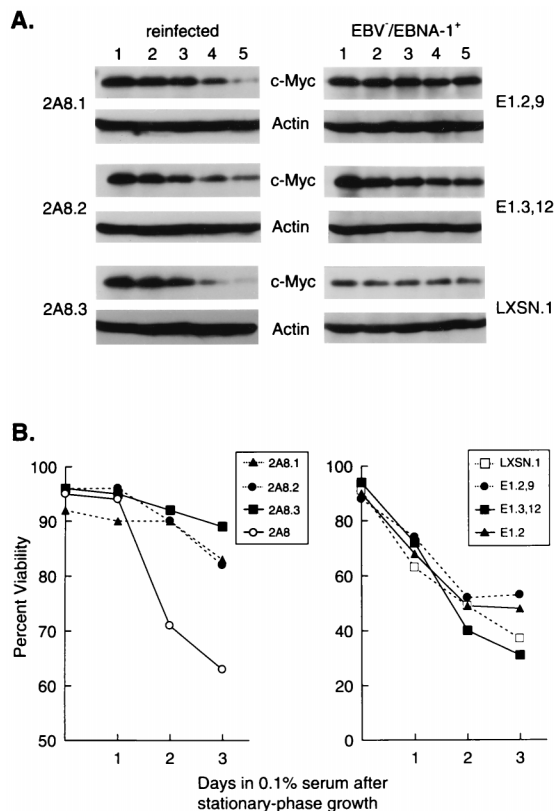 A.
reinfected
EBV-/EBNA-1+
1 2 3 4 5
1 2 3 4 5
2A8.1
c-Myc
E1.2,9
Actin
2A8.2
c-Myc
E1.3,12
Actin
2A8.3
c-Myc
LXSN.1
Actin
B.
Percent Viability
100
90
80
70
60
50
1 2 3
2A8.1
2A8.2
2A8.3
2A8
100
80
60
40
20
0
1 2 3
LXSN.1
E1.2,9
E1.3,12
E1.2
Days in 0.1% serum after
stationary-phase growth